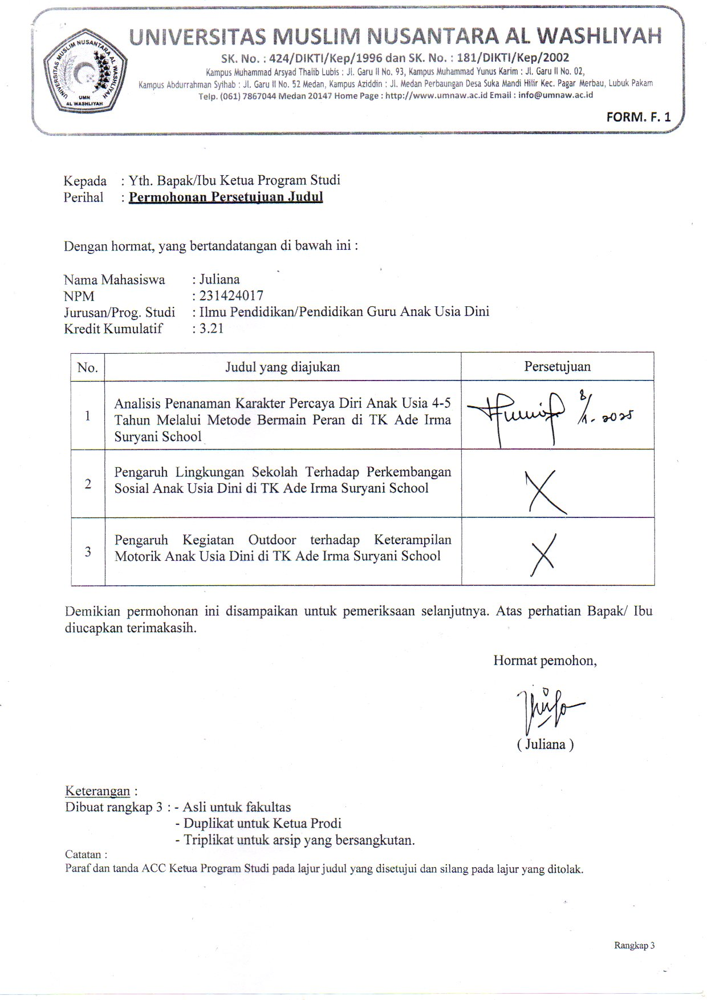 UNIVERSITAS MUSLIM NUSANTARA AL WASHLIYAH
UMN
AL WASHLIYAH
UNIVERSITAS MUSLIM NUSANTARA AL WASHLIYAH
SK. No. : 424/DIKTI/Kep/1996 dan SK. No. : 181/DIKTI/Kep/2002
Kampus Muhammad Arsyad Thalib Lubis : Jl. Garu II No. 93, Kampus Muhammad Yunus Karim : Jl. Garu II No. 02,
Kampus Abdurrahman Syihab : Jl. Garu II No. 52 Medan, Kampus Aziddin : Jl. Medan Perbaungan Desa Suka Mandi Hilir Kec. Pagar Merbau, Lubuk Pakam
Telp. (061) 7867044 Medan 20147 Home Page : http://www.umnaw.ac.id Email : info@umnaw.ac.id
FORM. F. 1
Kepada : Yth. Bapak/Ibu Ketua Program Studi
Perihal : Permohonan Persetujuan Judul
Dengan hormat, yang bertandatangan di bawah ini :
Nama Mahasiswa : Juliana
NPM : 231424017
Jurusan/Prog. Studi : Ilmu Pendidikan/Pendidikan Guru Anak Usia Dini
Kredit Kumulatif : 3.21
No. Judul yang diajukan Persetujuan
1 Analisis Penanaman Karakter Percaya Diri Anak Usia 4-5
Tahun Melalui Metode Bermain Peran di TK Ade Irma
Suryani School
8/1-2025
2 Pengaruh Lingkungan Sekolah Terhadap Perkembangan
Sosial Anak Usia Dini di TK Ade Irma Suryani School
X
3 Pengaruh Kegiatan Outdoor terhadap Keterampilan
Motorik Anak Usia Dini di TK Ade Irma Suryani School
X
Demikian permohonan ini disampaikan untuk pemeriksaan selanjutnya. Atas perhatian Bapak/ Ibu
diucapkan terimakasih.
Hormat pemohon,
( Juliana )
Keterangan :
Dibuat rangkap 3 : - Asli untuk fakultas
- Duplikat untuk Ketua Prodi
- Triplikat untuk arsip yang bersangkutan.
Catatan :
Paraf dan tanda ACC Ketua Program Studi pada lajur judul yang disetujui dan silang pada lajur yang ditolak.
Rangkap 3